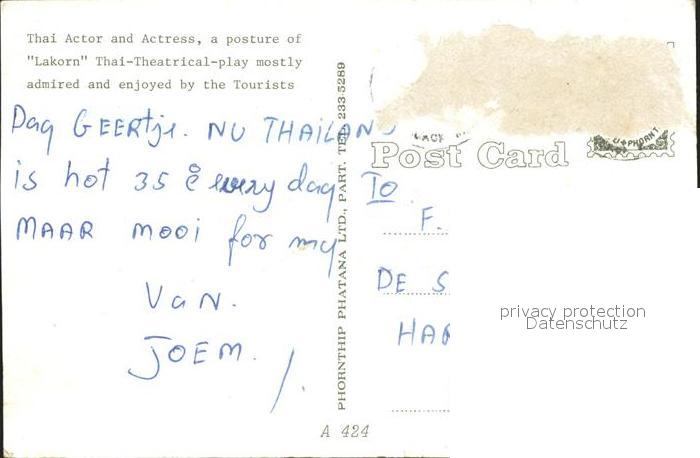 Thai Actor and Actress, a posture of
"Lakorn" Thai-Theatrical-play mostly
admired and enjoyed by the Tourists
Dag GEERTJE. NU THAILAND
is hot 35 °C every day
MAAR mooi for my
VAN.
JOEM.
PHORNTHIP PHATANA LTD., PART. TEL. 233-5289
A 424
Post Card
To
F.
DE S
HAR
privacy protection
Datenschutz